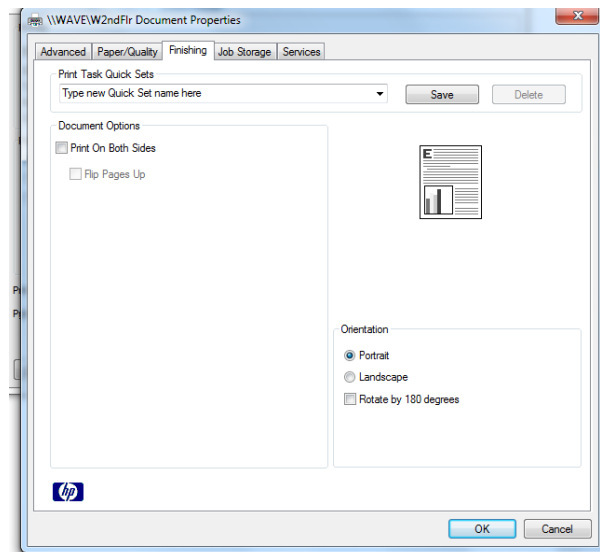 \\WAVE\W2ndFlr Document Properties
Advanced Paper/Quality Finishing Job Storage Services
Print Task Quick Sets
Type new Quick Set name here Save Delete
Document Options
Print On Both Sides
Flip Pages Up
E
Orientation
Portrait
Landscape
Rotate by 180 degrees
hp
OK Cancel